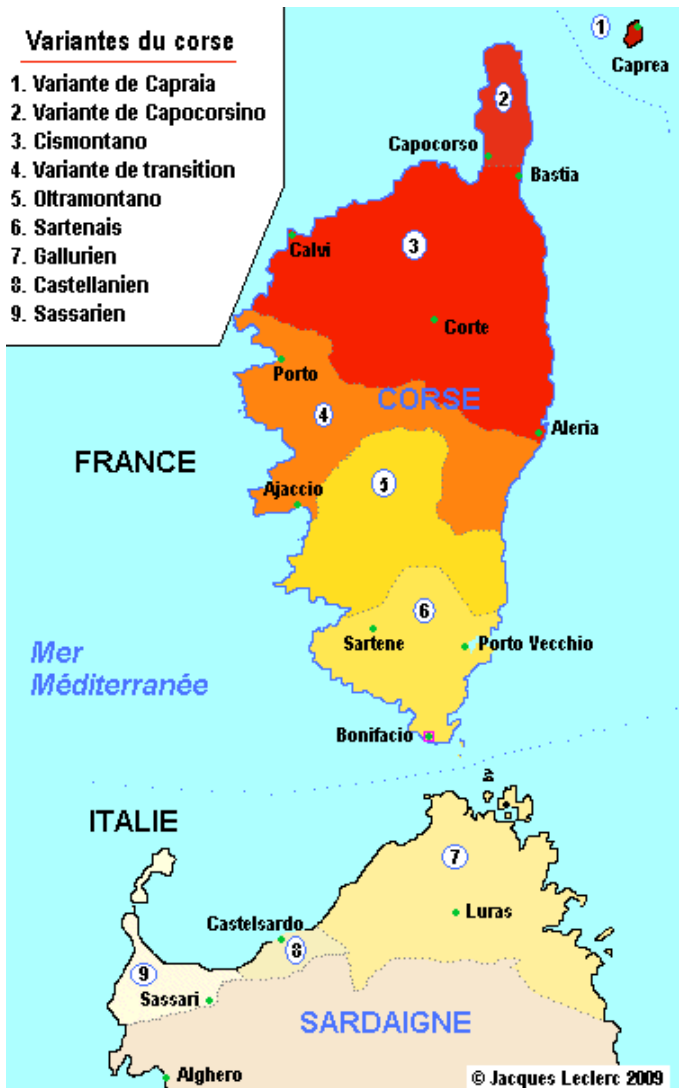 Variantes du corse
1. Variante de Capraia
2. Variante de Capocorsino
3. Cismontano
4. Variante de transition
5. Oltramontano
6. Sartenais
7. Gallurien
8. Castellanien
9. Sassarien
1
Caprea
2
Capocorso
Bastia
3
Calvi
Corte
Porto
CORSE
4
Aleria
FRANCE
Ajaccio
5
6
Sartene
Porto Vecchio
Mer
Méditerranée
Bonifacio
ITALIE
7
Luras
Castelsardo
8
9
Sassari
SARDAIGNE
Alghero
© Jacques Leclerc 2009